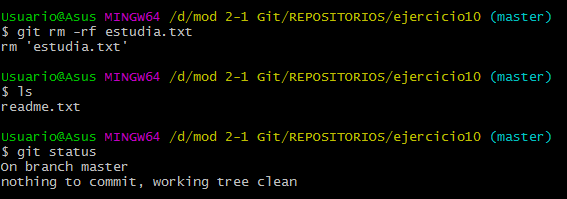 Usuario@Asus MINGW64 /d/mod 2-1 Git/REPOSITORIOS/ejercicio10 (master)
$ git rm -rf estudia.txt
rm 'estudia.txt'
Usuario@Asus MINGW64 /d/mod 2-1 Git/REPOSITORIOS/ejercicio10 (master)
$ ls
readme.txt
Usuario@Asus MINGW64 /d/mod 2-1 Git/REPOSITORIOS/ejercicio10 (master)
$ git status
On branch master
nothing to commit, working tree clean